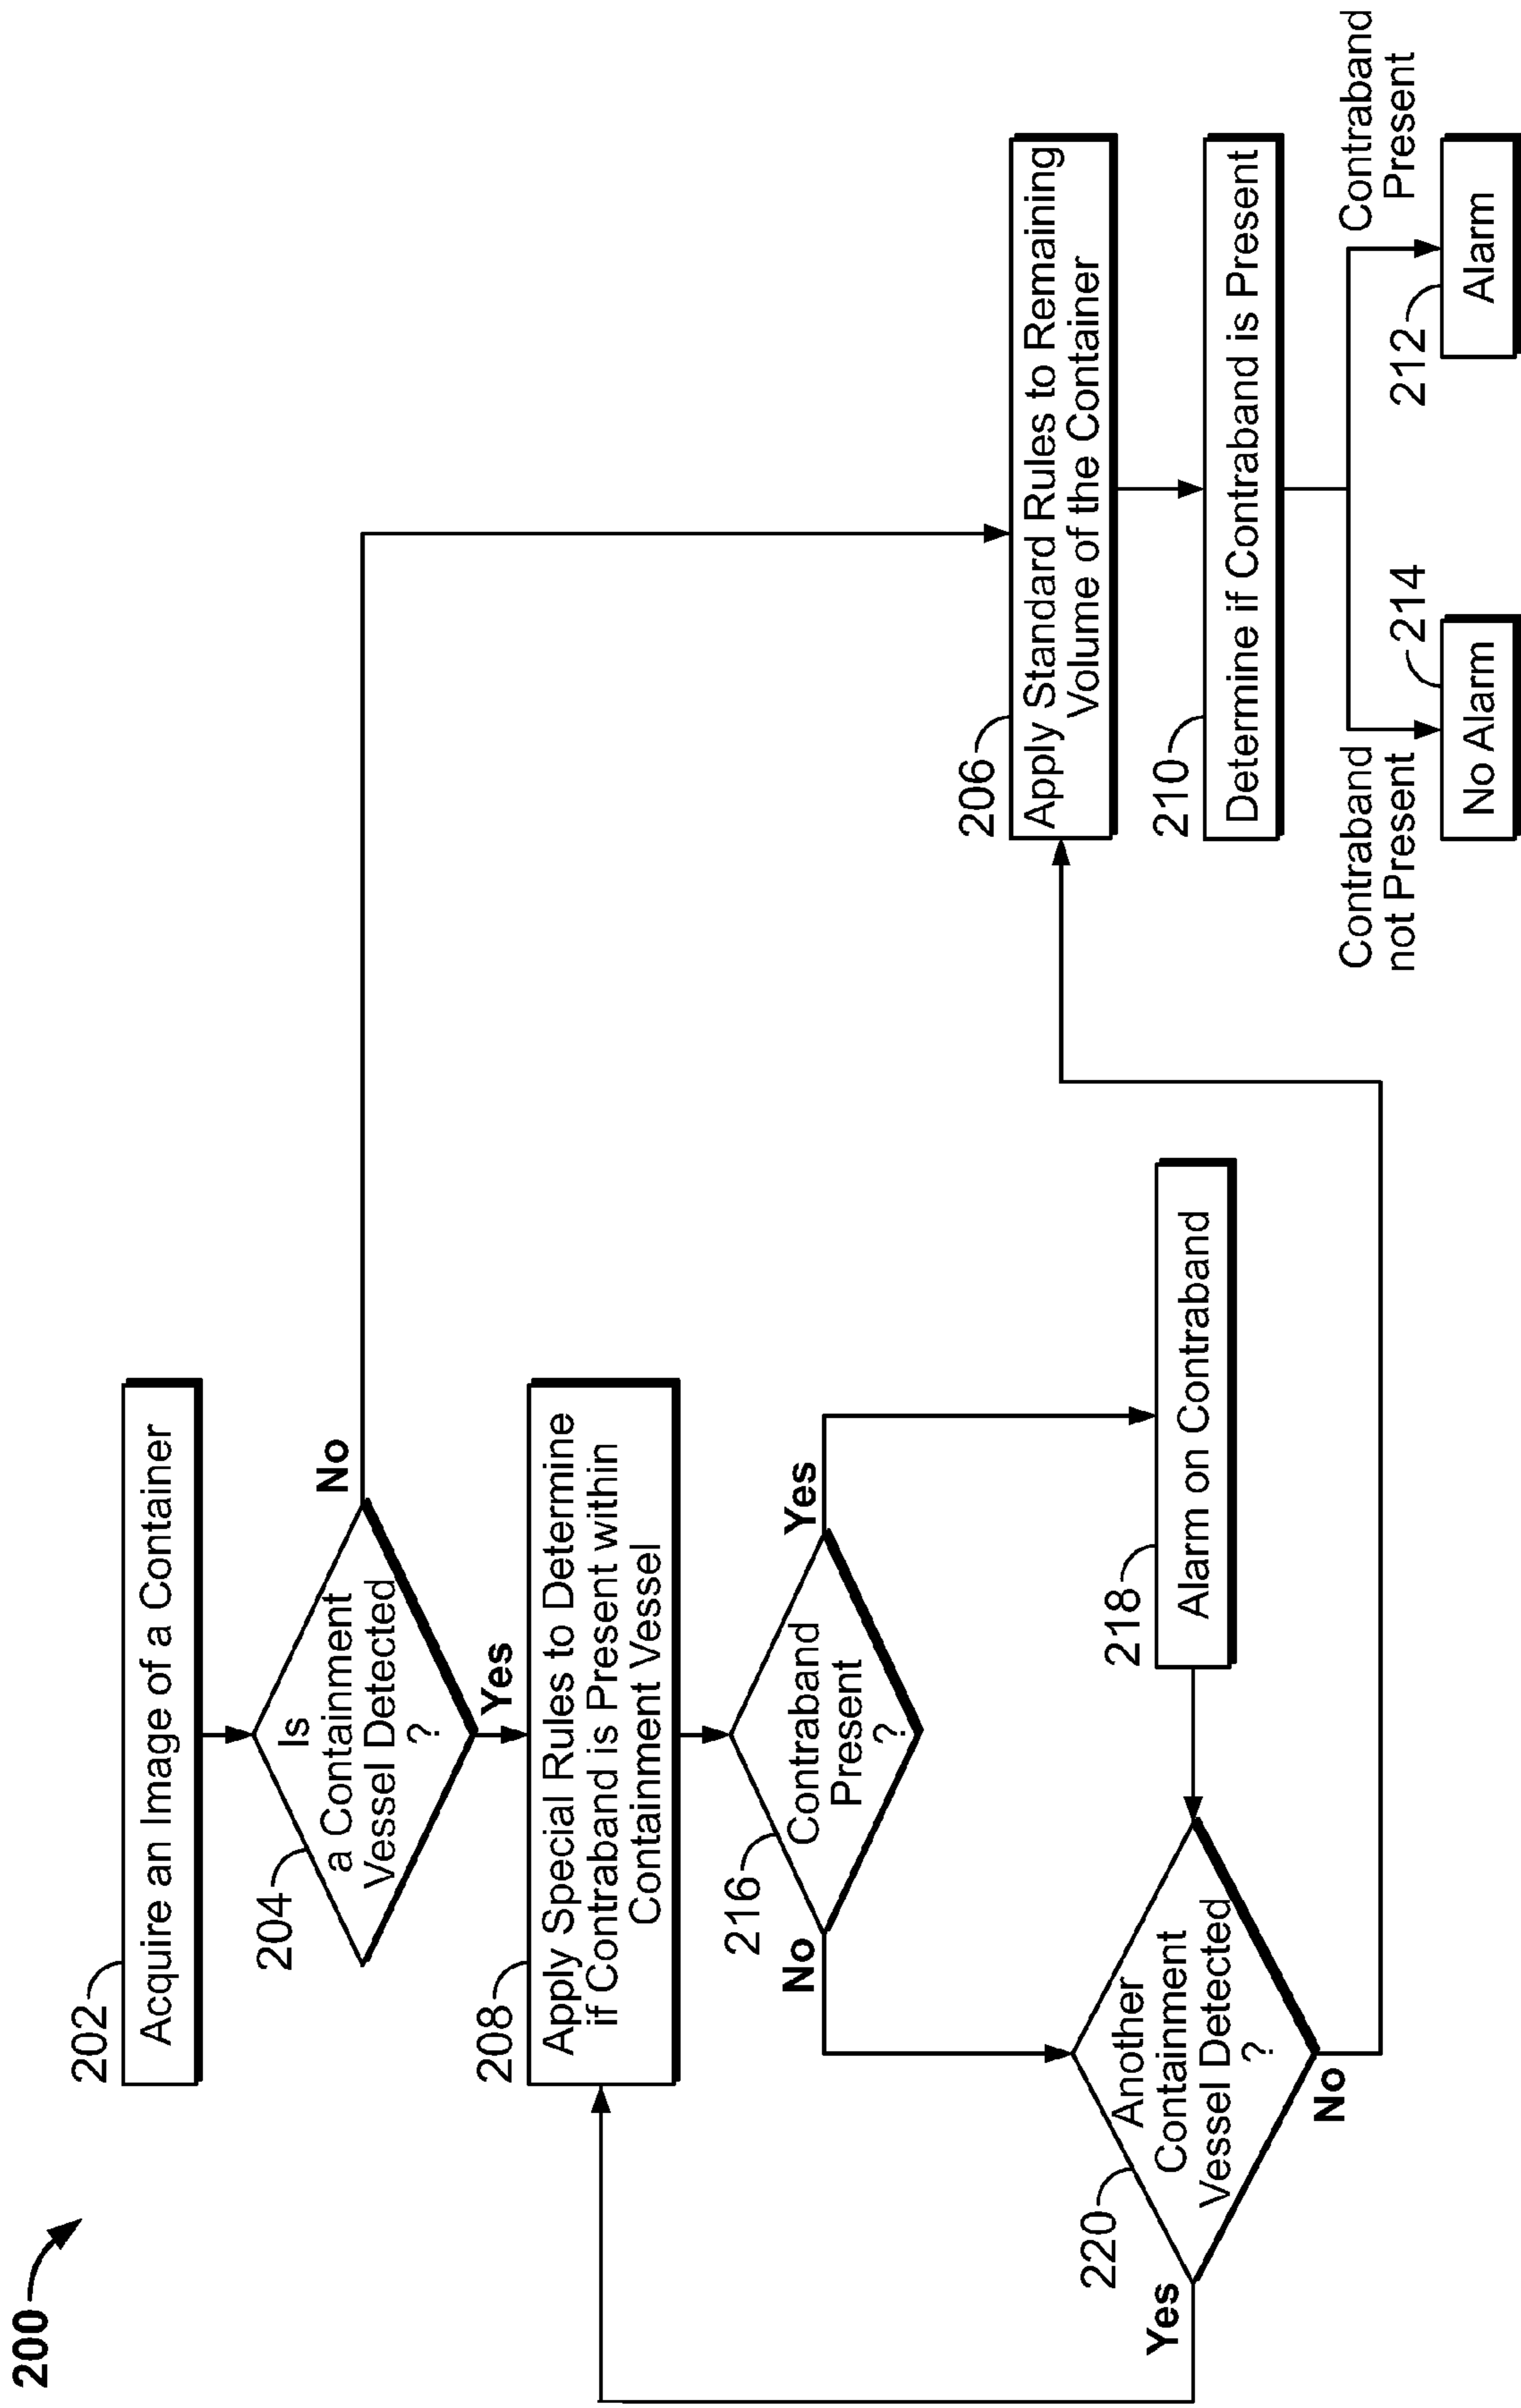 200
202
Acquire an Image of a Container
204
Is
a Containment
Vessel Detected
?
No
Yes
208
Apply Special Rules to Determine
if Contraband is Present within
Containment Vessel
216
Contraband
Present
?
No
Yes
218
Alarm on Contraband
220
Another
Containment
Vessel Detected
?
Yes
No
206
Apply Standard Rules to Remaining
Volume of the Container
210
Determine if Contraband is Present
Contraband
not Present
Contraband
Present
214
No Alarm
212
Alarm